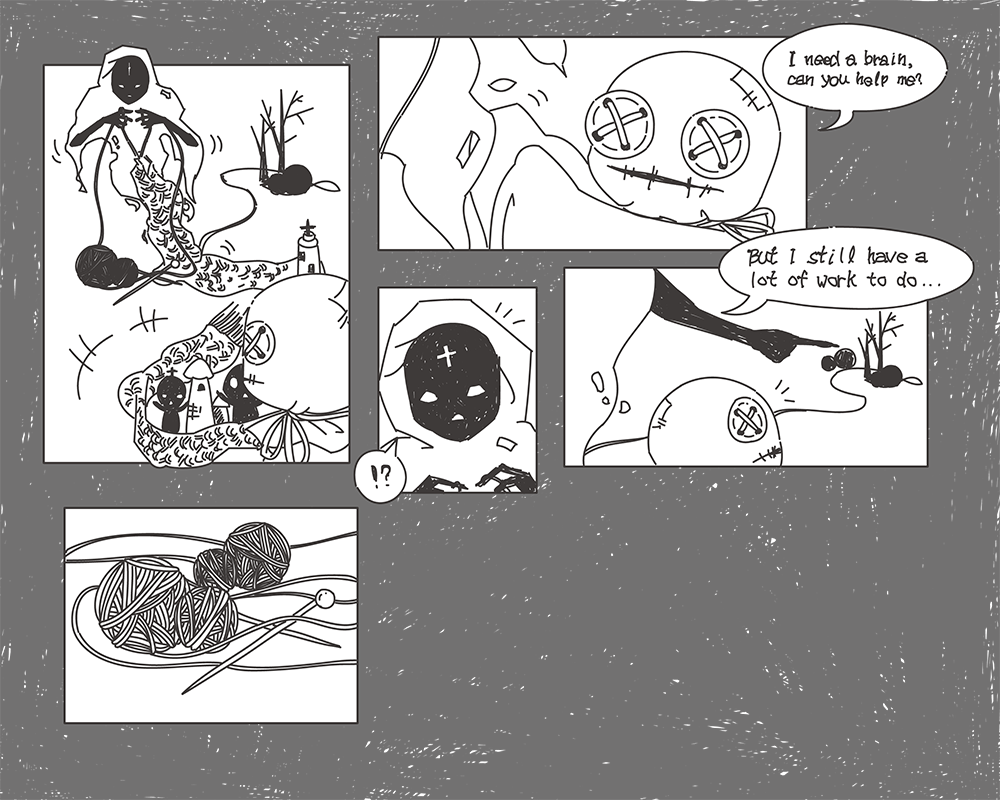 I need a brain,
can you help me?
!?
But I still have a
lot of work to do...